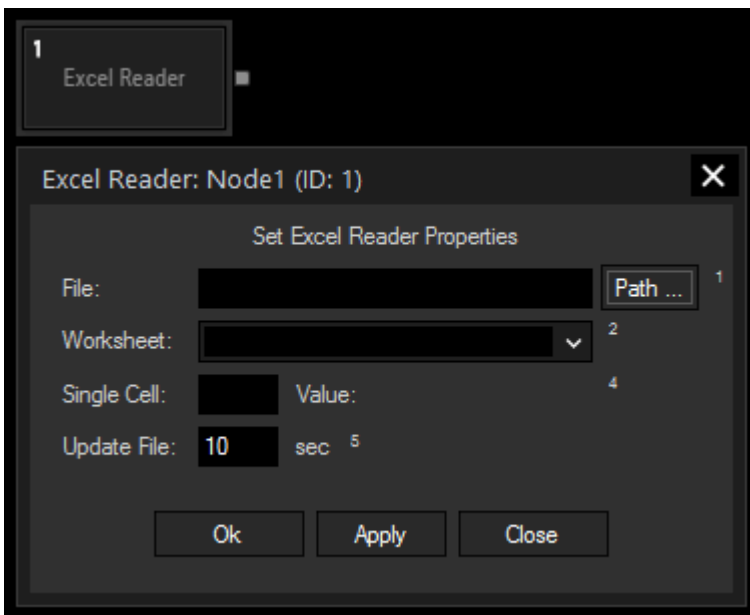 1
Excel Reader
Excel Reader: Node1 (ID: 1)
Set Excel Reader Properties
File: Path ... 1
Worksheet: 2
Single Cell: Value: 4
Update File: 10 sec 5
Ok Apply Close